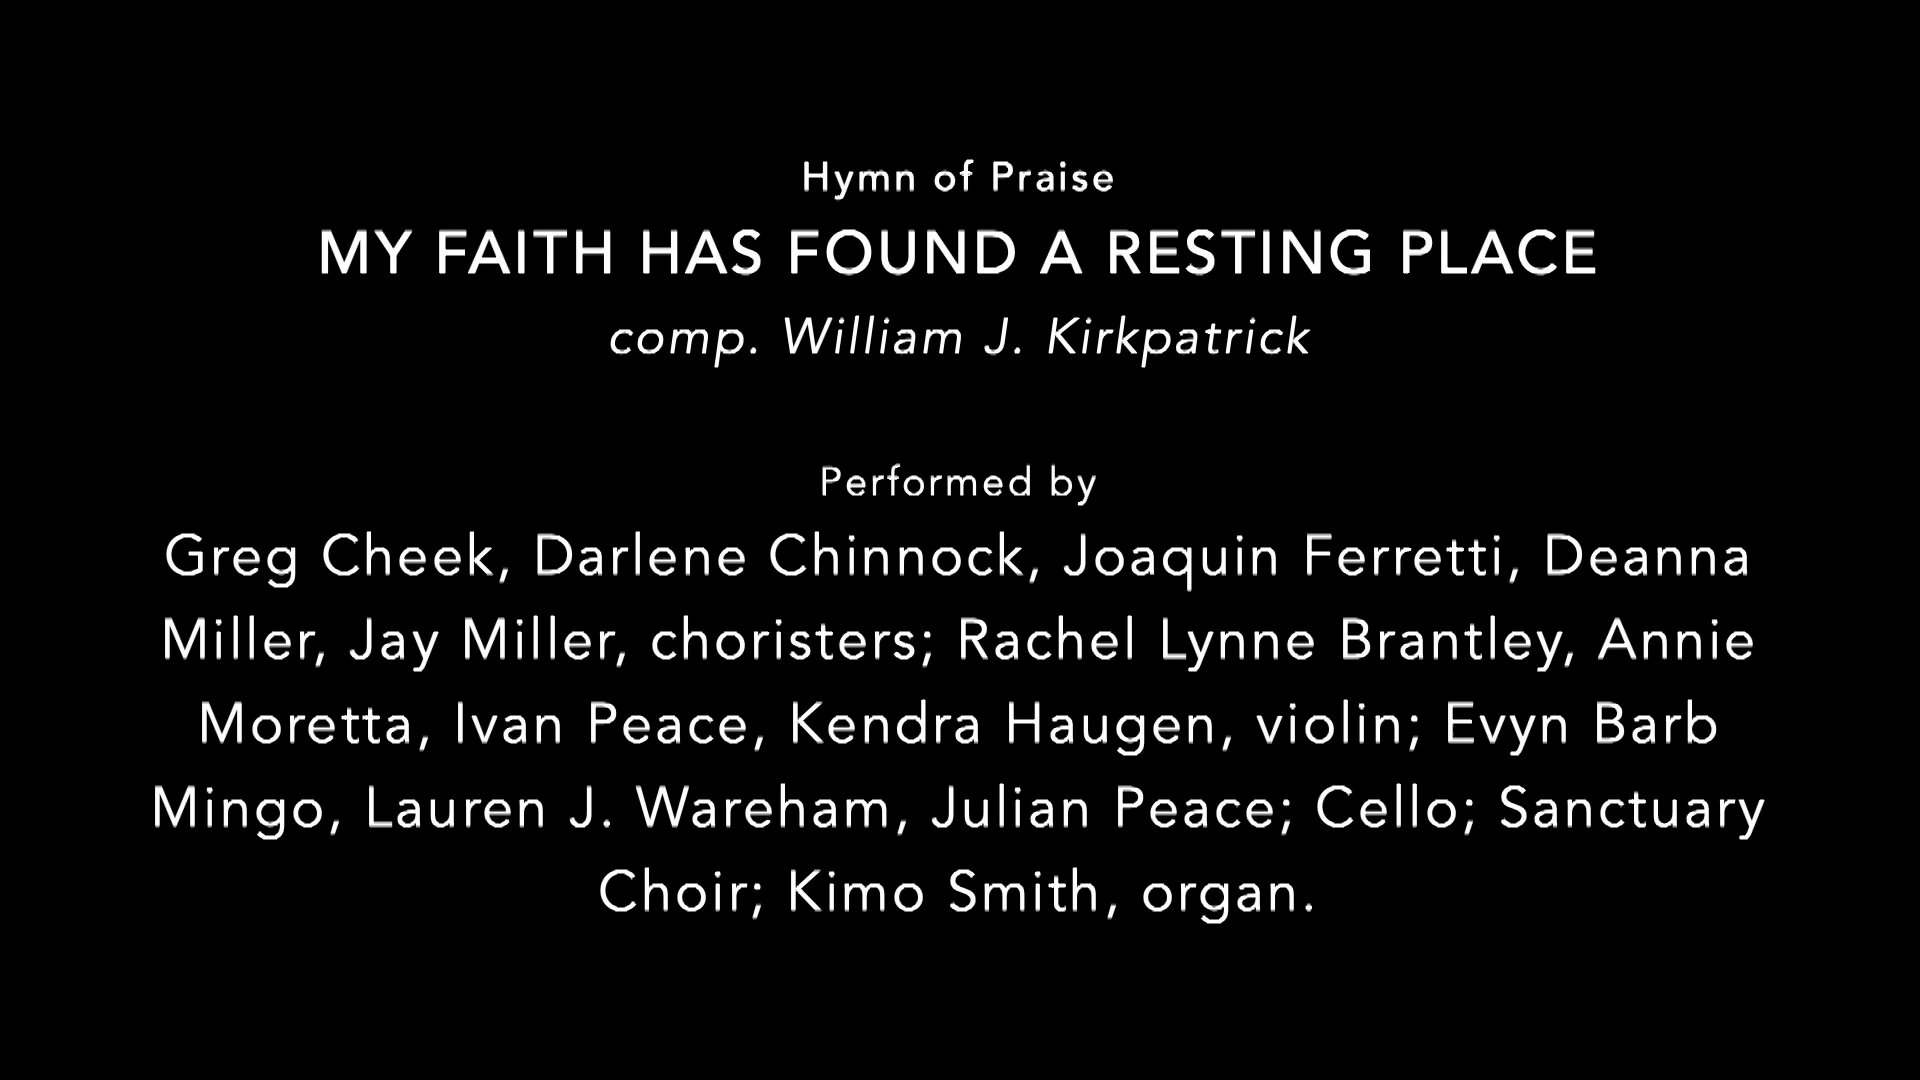 Hymn of Praise
MY FAITH HAS FOUND A RESTING PLACE
comp. William J. Kirkpatrick
Performed by
Greg Cheek, Darlene Chinnock, Joaquin Ferretti, Deanna
Miller, Jay Miller, choristers; Rachel Lynne Brantley, Annie
Moretta, Ivan Peace, Kendra Haugen, violin; Evyn Barb
Mingo, Lauren J. Wareham, Julian Peace; Cello; Sanctuary
Choir; Kimo Smith, organ.